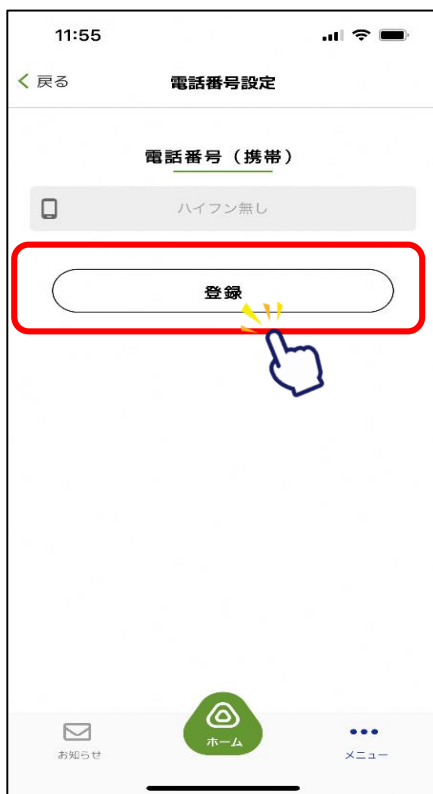 11:55
戻る
電話番号設定
電話番号（携帯）
ハイフン無し
登録
お知らせ
ホーム
メニュー